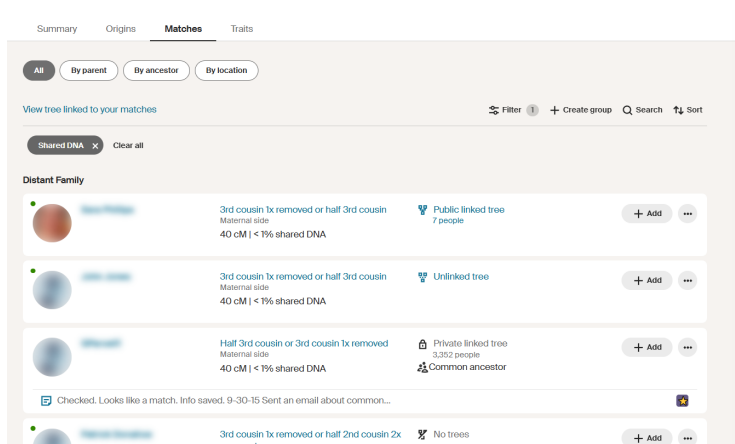 Summary Origins Matches Traits
All By parent By ancestor By location
View tree linked to your matches Filter 1 + Create group Search Sort
Shared DNA × Clear all
Distant Family
3rd cousin 1x removed or half 3rd cousin Public linked tree + Add ...
Maternal side 7 people
40 cM | < 1% shared DNA
3rd cousin 1x removed or half 3rd cousin Unlinked tree + Add ...
Maternal side
40 cM | < 1% shared DNA
Half 3rd cousin or 3rd cousin 1x removed Private linked tree + Add ...
Maternal side 3,352 people
40 cM | < 1% shared DNA Common ancestor
Checked. Looks like a match. Info saved. 9-30-15 Sent an email about common...
3rd cousin 1x removed or half 2nd cousin 2x No trees + Add ...